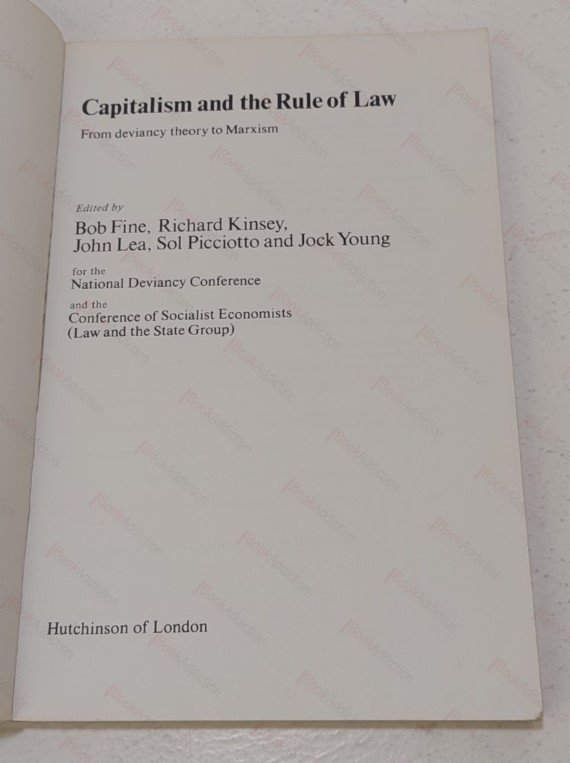 Capitalism and the Rule of Law
From deviancy theory to Marxism
Edited by
Bob Fine, Richard Kinsey,
John Lea, Sol Picciotto and Jock Young
for the
National Deviancy Conference
and the
Conference of Socialist Economists
(Law and the State Group)
Hutchinson of London
BookAddiction